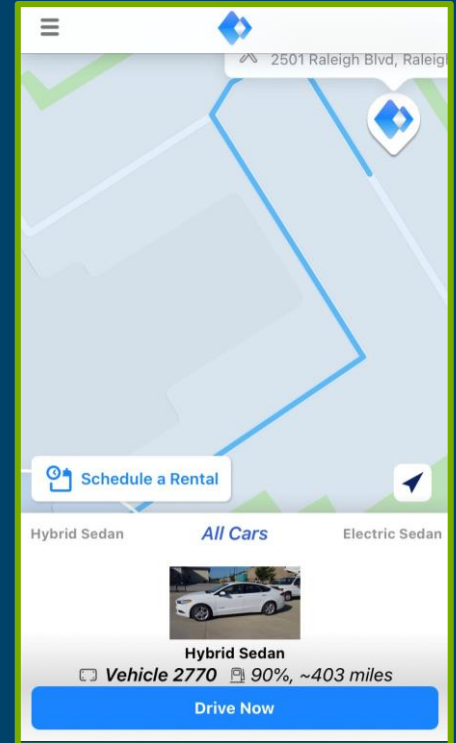 2501 Raleigh Blvd, Raleigh
Schedule a Rental
Hybrid Sedan
All Cars
Electric Sedan
Hybrid Sedan
Vehicle 2770 90%, ~403 miles
Drive Now